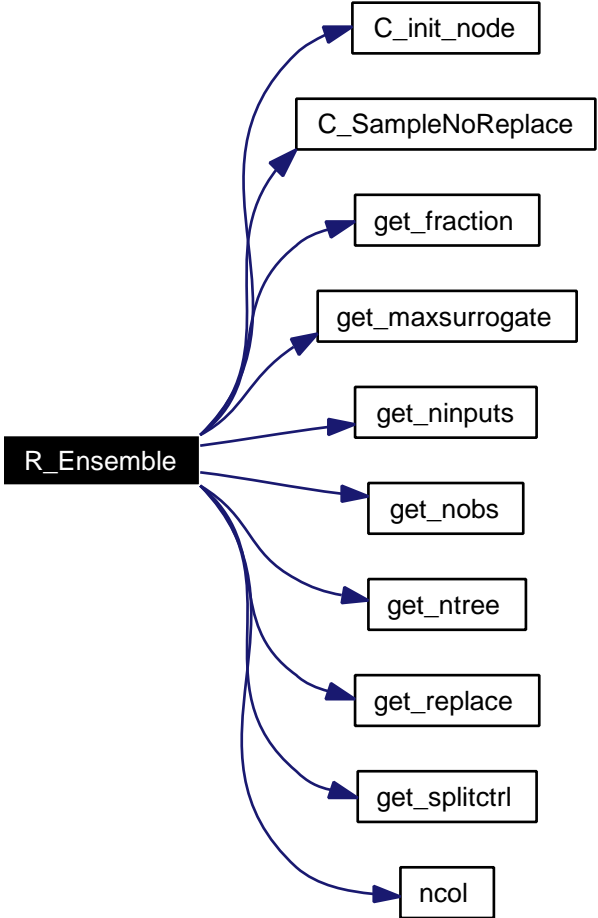 C_init_node
C_SampleNoReplace
get_fraction
get_maxsurrogate
get_ninputs
R_Ensemble
get_nobs
get_ntree
get_replace
get_splitctrl
ncol